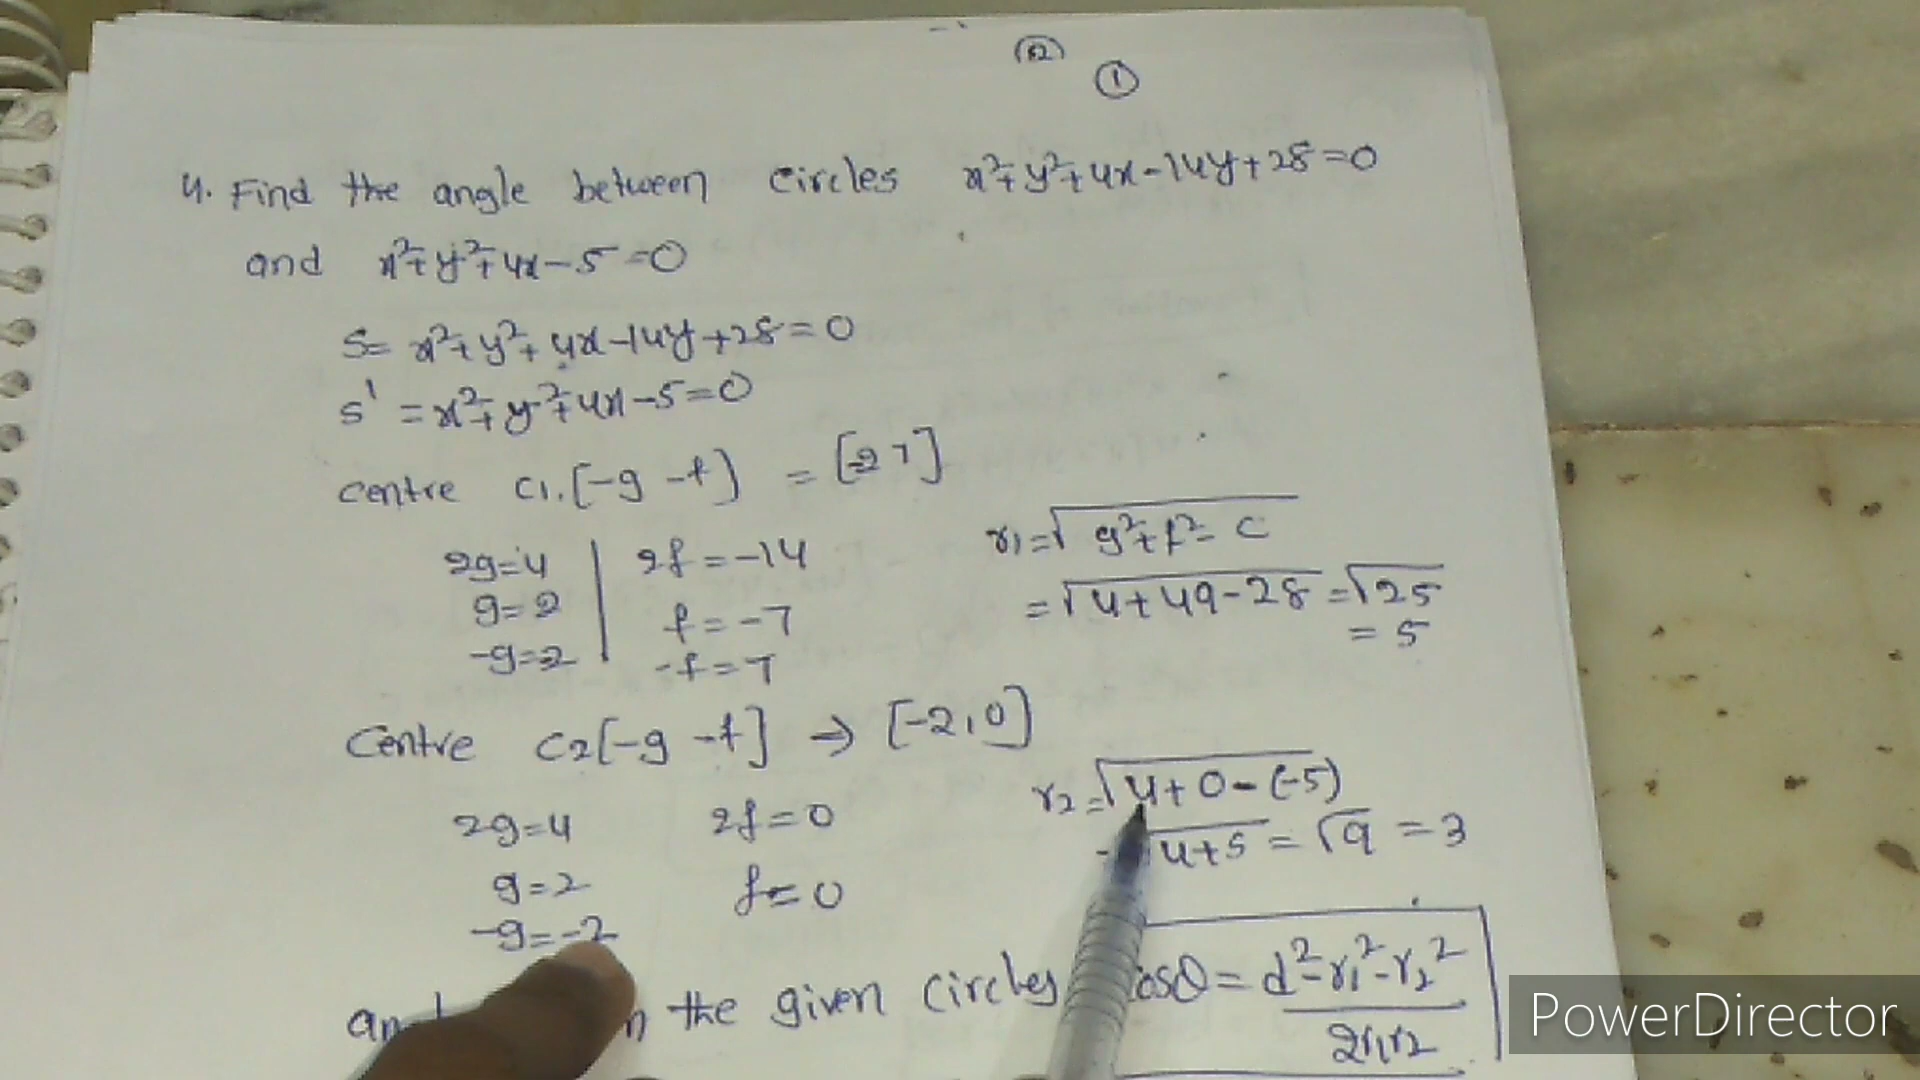 (12)
①
4. Find the angle between circles x²+y²+4x-14y+28=0
and x²+y²+4x-5=0
S= x²+y²+4x-14y+28=0
S' =x²+y²+4x-5=0
centre C1.[-g -f] = [-2 7]
2g=4 | 2f=-14
g=2 | f=-7
-g=-2 | -f=7
r1=√g²+f²-c
=√4+49-28=√25
=5
Centre C2[-g -f] → [-2,0]
2g=4 2f=0
g=2 f=0
-g=-2
r2=√4+0-(-5)
√4+5=√9=3
the given circles cosθ= d²-r1²-r2²
2r1r2
PowerDirector